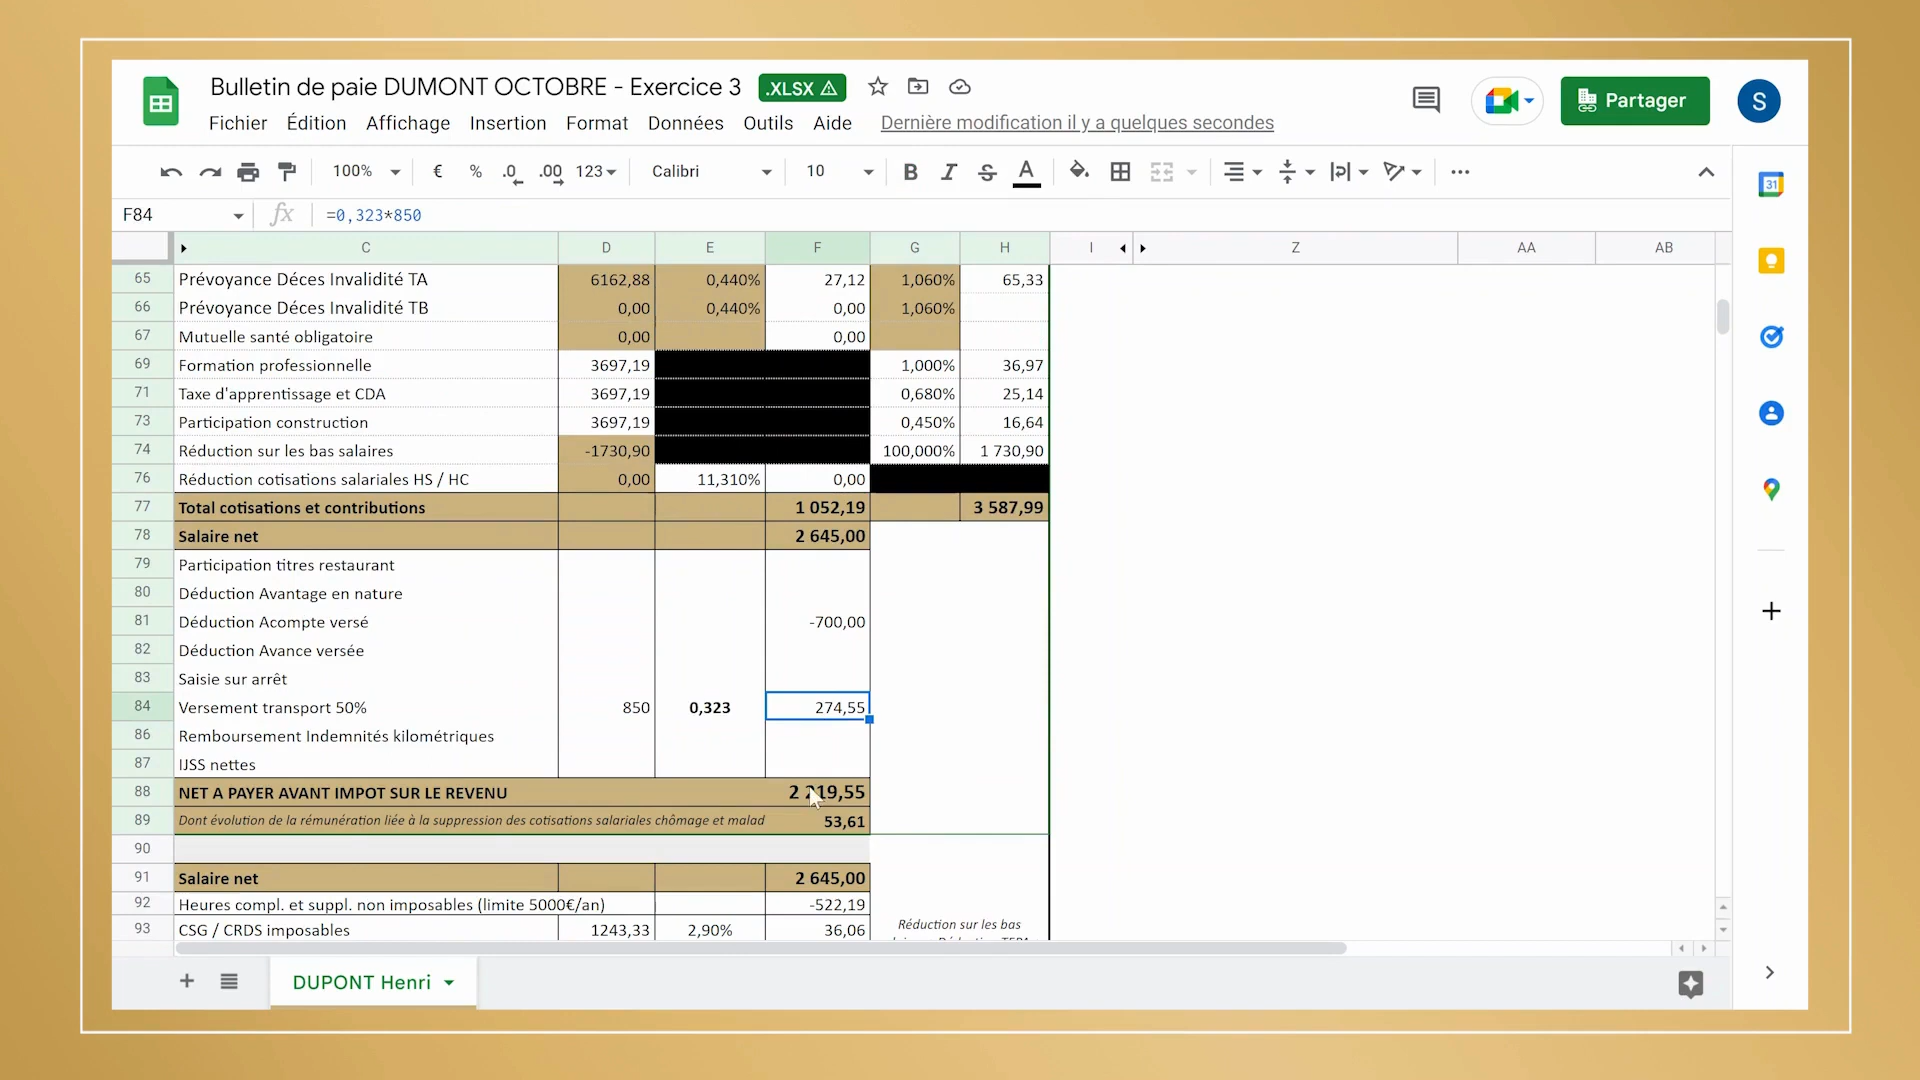 Bulletin de paie DUMONT OCTOBRE - Exercice 3 .XLSX
Partager S
Fichier Édition Affichage Insertion Format Données Outils Aide Dernière modification il y a quelques secondes
100% € % .0 .00 123 Calibri 10 B I S A
31
F84 fx =0,323*850
C D E F G H I Z AA AB
65 Prévoyance Déces Invalidité TA 6162,88 0,440% 27,12 1,060% 65,33
66 Prévoyance Déces Invalidité TB 0,00 0,440% 0,00 1,060%
67 Mutuelle santé obligatoire 0,00 0,00
69 Formation professionnelle 3697,19 1,000% 36,97
71 Taxe d'apprentissage et CDA 3697,19 0,680% 25,14
73 Participation construction 3697,19 0,450% 16,64
74 Réduction sur les bas salaires -1730,90 100,000% 1 730,90
76 Réduction cotisations salariales HS / HC 0,00 11,310% 0,00
77 Total cotisations et contributions 1 052,19 3 587,99
78 Salaire net 2 645,00
79 Participation titres restaurant
80 Déduction Avantage en nature
81 Déduction Acompte versé -700,00
82 Déduction Avance versée
83 Saisie sur arrêt
84 Versement transport 50% 850 0,323 274,55
86 Remboursement Indemnités kilométriques
87 IJSS nettes
88 NET A PAYER AVANT IMPOT SUR LE REVENU 2 219,55
89 Dont évolution de la rémunération liée à la suppression des cotisations salariales chômage et malad 53,61
90
91 Salaire net 2 645,00
92 Heures compl. et suppl. non imposables (limite 5000€/an) -522,19
93 CSG / CRDS imposables 1243,33 2,90% 36,06 Réduction sur les bas
DUPONT Henri